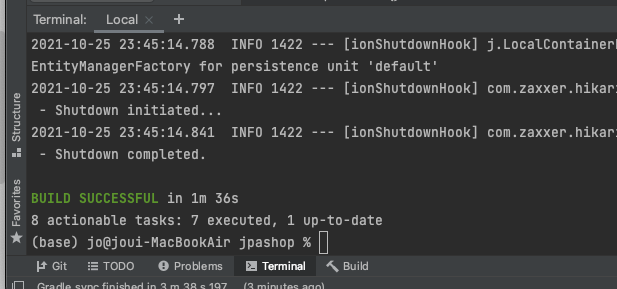 Terminal: Local × +
2021-10-25 23:45:14.788 INFO 1422 --- [ionShutdownHook] j.LocalContainer
EntityManagerFactory for persistence unit 'default'
2021-10-25 23:45:14.797 INFO 1422 --- [ionShutdownHook] com.zaxxer.hikari
- Shutdown initiated...
2021-10-25 23:45:14.841 INFO 1422 --- [ionShutdownHook] com.zaxxer.hikari
- Shutdown completed.
BUILD SUCCESSFUL in 1m 36s
8 actionable tasks: 7 executed, 1 up-to-date
(base) jo@joui-MacBookAir jpashop %
Structure
Favorites
Git TODO Problems Terminal Build
Gradle sync finished in 3 m 38 s 197 (3 minutes ago)